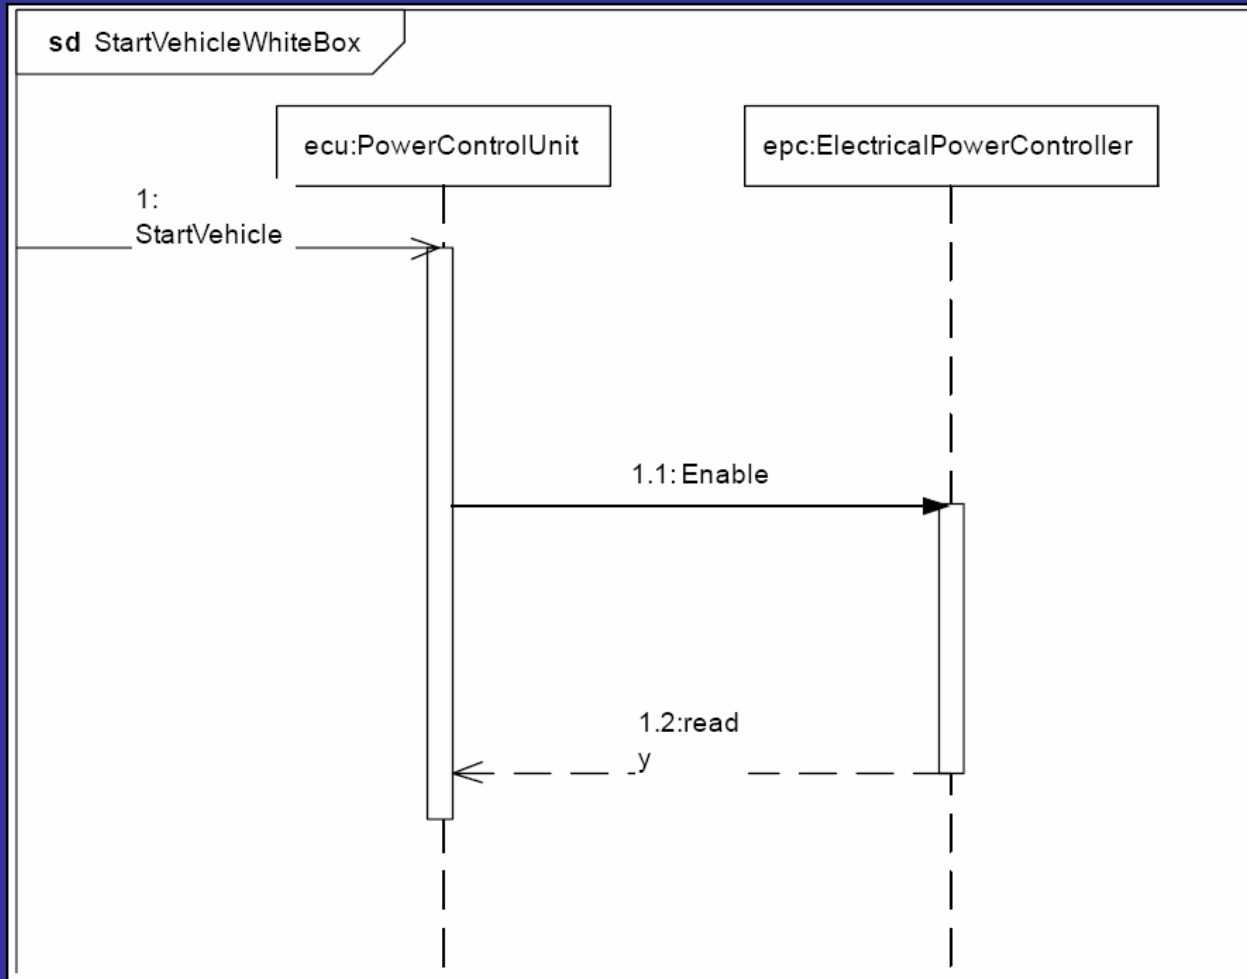 sd StartVehicleWhiteBox
ecu:PowerControlUnit
epc:ElectricalPowerController
1:
StartVehicle
1.1: Enable
1.2:read
y